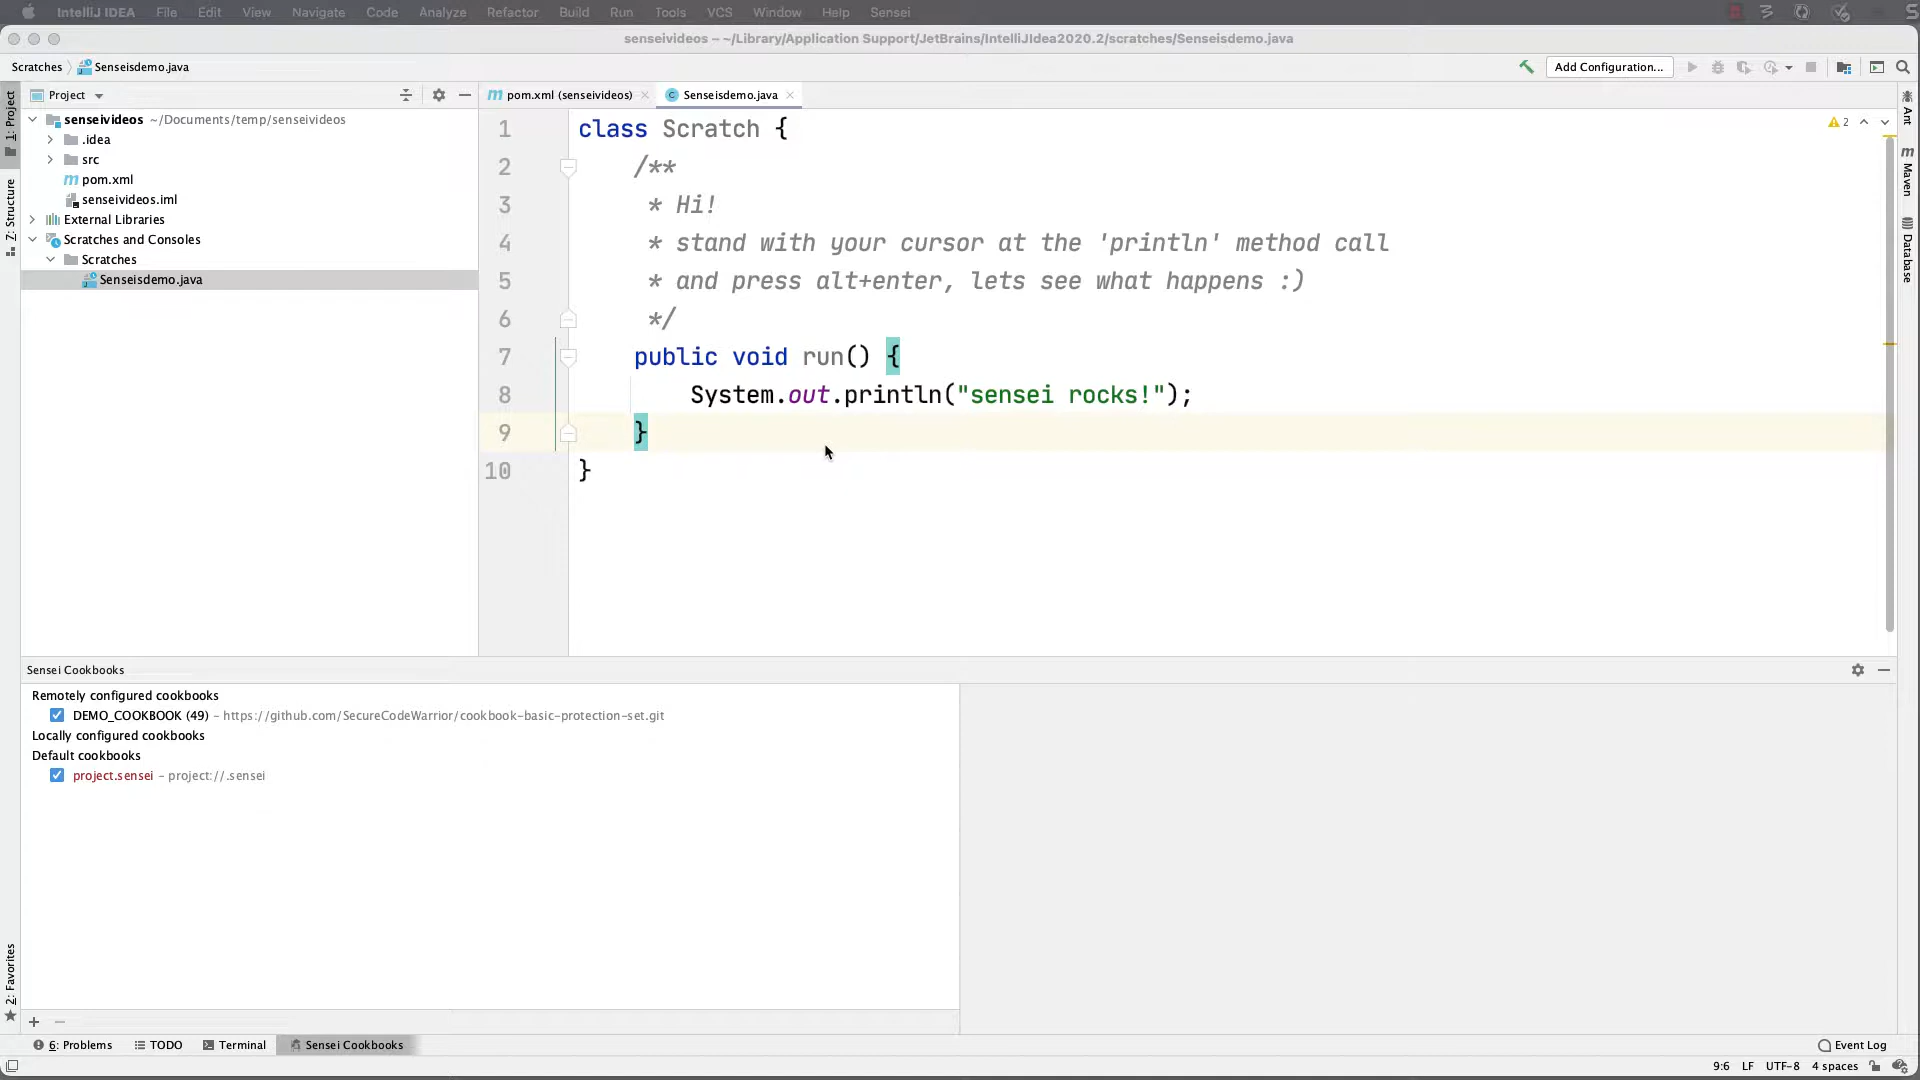 IntelliJ IDEA File Edit View Navigate Code Analyze Refactor Build Run Tools VCS Window Help Sensei
senseivideos – ~/Library/Application Support/JetBrains/IntelliJIdea2020.2/scratches/Senseisdemo.java
Scratches Senseisdemo.java Add Configuration...
Project pom.xml (senseivideos) Senseisdemo.java
1: Project
Z: Structure
2: Favorites
Ant
Maven
Database
senseivideos ~/Documents/temp/senseivideos
.idea
src
pom.xml
senseivideos.iml
External Libraries
Scratches and Consoles
Scratches
Senseisdemo.java
2
1 class Scratch {
2 /**
3 * Hi!
4 * stand with your cursor at the 'println' method call
5 * and press alt+enter, lets see what happens :)
6 */
7 public void run() {
8 System.out.println("sensei rocks!");
9 }
10 }
Sensei Cookbooks
Remotely configured cookbooks
DEMO_COOKBOOK (49) – https://github.com/SecureCodeWarrior/cookbook-basic-protection-set.git
Locally configured cookbooks
Default cookbooks
project.sensei – project://.sensei
6: Problems TODO Terminal Sensei Cookbooks Event Log
9:6 LF UTF-8 4 spaces